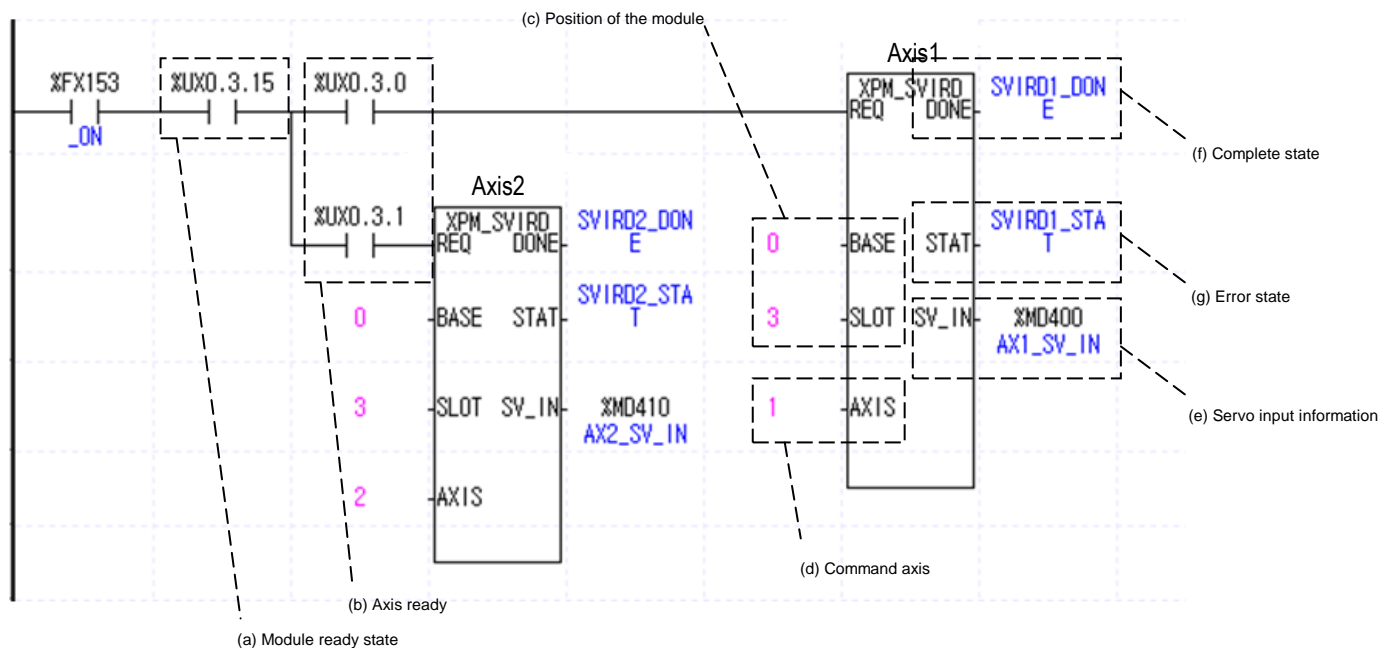 (c) Position of the module
Axis1
%FX153
%UX0.3.15
%UX0.3.0
XPM_SVIRD
SVIRD1_DON
E
REQ
DONE
_ON
(f) Complete state
Axis2
%UX0.3.1
XPM_SVIRD
SVIRD2_DON
E
REQ
DONE
0
BASE
STAT
SVIRD1_STA
T
(g) Error state
0
BASE
STAT
SVIRD2_STA
T
3
SLOT
SV_IN
%MD400
AX1_SV_IN
3
SLOT
SV_IN
%MD410
AX2_SV_IN
1
AXIS
(e) Servo input information
2
AXIS
(d) Command axis
(b) Axis ready
(a) Module ready state